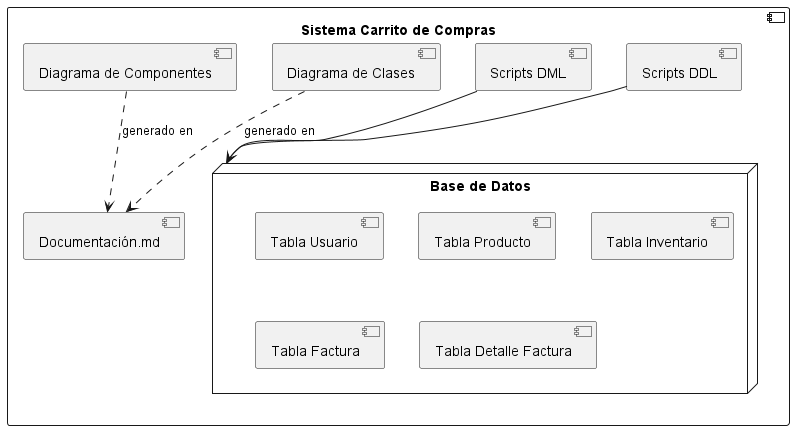 Sistema Carrito de Compras
Diagrama de Componentes
Diagrama de Clases
Scripts DML
Scripts DDL
generado en
generado en
Base de Datos
Documentación.md
Tabla Usuario
Tabla Producto
Tabla Inventario
Tabla Factura
Tabla Detalle Factura